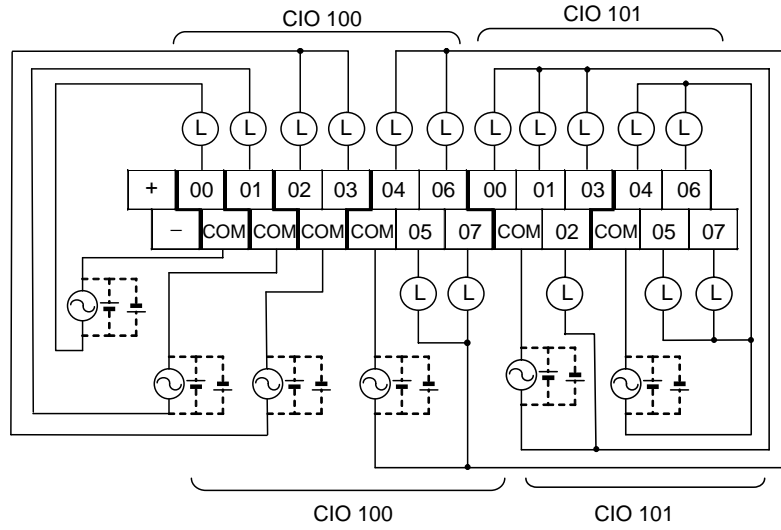 CIO 100 CIO 101
L L L L L L L L L L L
+ 00 01 02 03 04 06 00 01 03 04 06
− COM COM COM COM 05 07 COM 02 COM 05 07
L L L L L
CIO 100 CIO 101